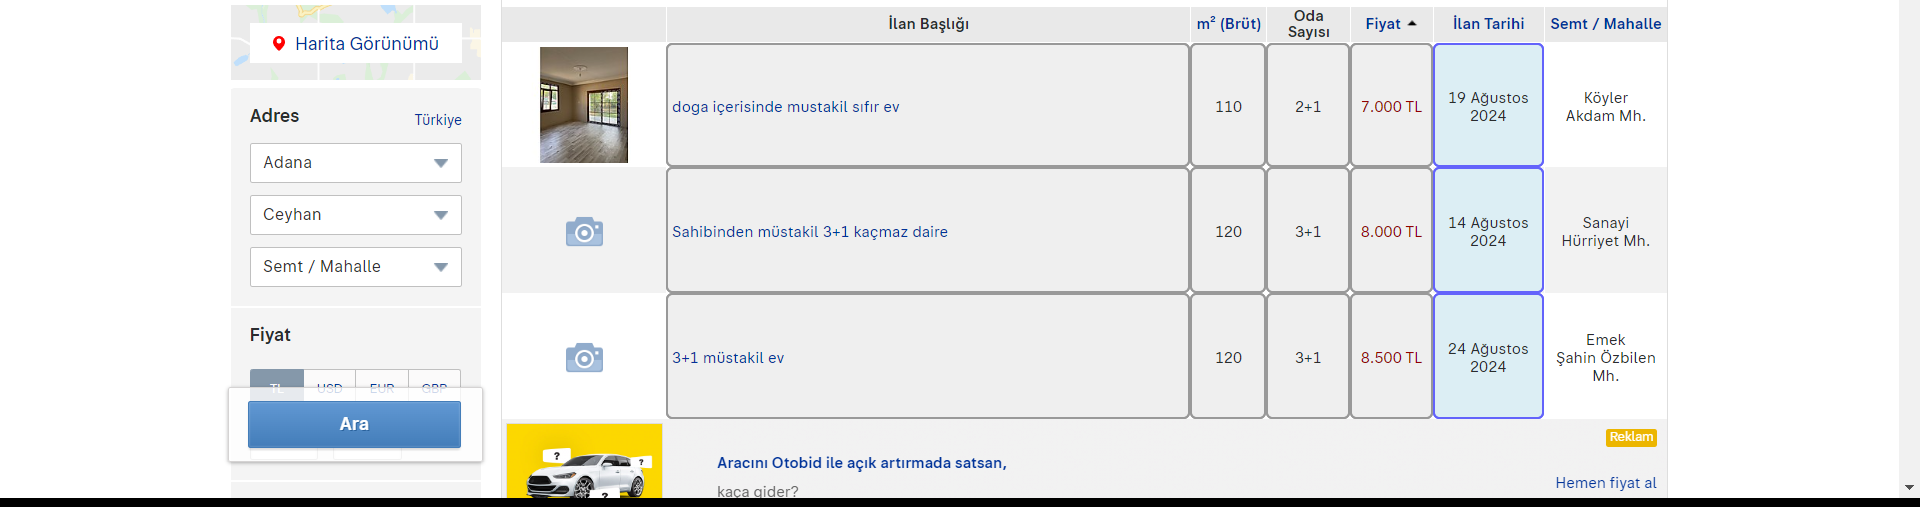 Harita Görünümü
Adres
Türkiye
Adana
Ceyhan
Semt / Mahalle
Fiyat
TL USD EUR GBP
Ara
İlan Başlığı
m² (Brüt)
Oda
Sayısı
Fiyat
İlan Tarihi
Semt / Mahalle
doga içerisinde mustakil sıfır ev
110
2+1
7.000 TL
19 Ağustos
2024
Köyler
Akdam Mh.
Sahibinden müstakil 3+1 kaçmaz daire
120
3+1
8.000 TL
14 Ağustos
2024
Sanayi
Hürriyet Mh.
3+1 müstakil ev
120
3+1
8.500 TL
24 Ağustos
2024
Emek
Şahin Özbilen
Mh.
? ? ?
Reklam
Aracını Otobid ile açık artırmada satsan,
kaça gider?
Hemen fiyat al